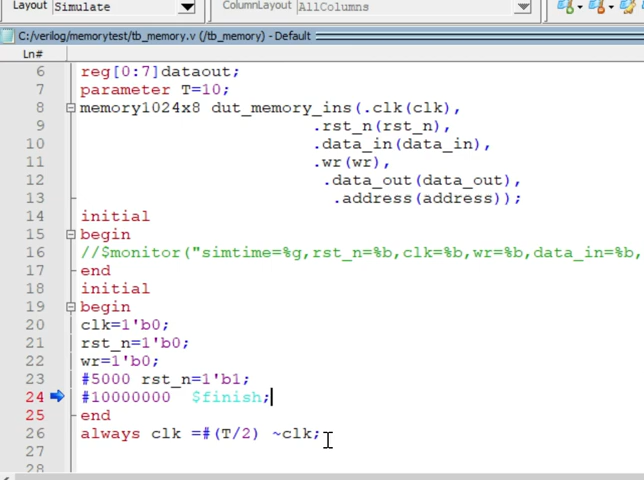 Layout Simulate ColumnLayout AllColumns
C:/verilog/memorytest/tb_memory.v (/tb_memory) - Default
Ln#
6 reg[0:7]dataout;
7 parameter T=10;
8 memory1024x8 dut_memory_ins(.clk(clk),
9 .rst_n(rst_n),
10 .data_in(data_in),
11 .wr(wr),
12 .data_out(data_out),
13 .address(address));
14 initial
15 begin
16 //$monitor("simtime=%g,rst_n=%b,clk=%b,wr=%b,data_in=%b,
17 end
18 initial
19 begin
20 clk=1'b0;
21 rst_n=1'b0;
22 wr=1'b0;
23 #5000 rst_n=1'b1;
24 #10000000 $finish;
25 end
26 always clk =#(T/2) ~clk;
27
28